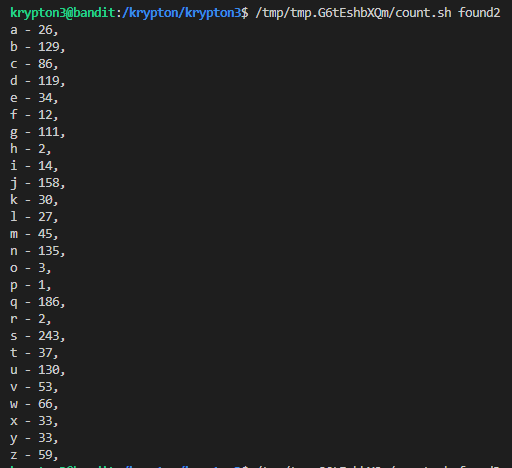 krypton3@bandit:/krypton/krypton3$ /tmp/tmp.G6tEshbXQm/count.sh found2
a - 26,
b - 129,
c - 86,
d - 119,
e - 34,
f - 12,
g - 111,
h - 2,
i - 14,
j - 158,
k - 30,
l - 27,
m - 45,
n - 135,
o - 3,
p - 1,
q - 186,
r - 2,
s - 243,
t - 37,
u - 130,
v - 53,
w - 66,
x - 33,
y - 33,
z - 59,